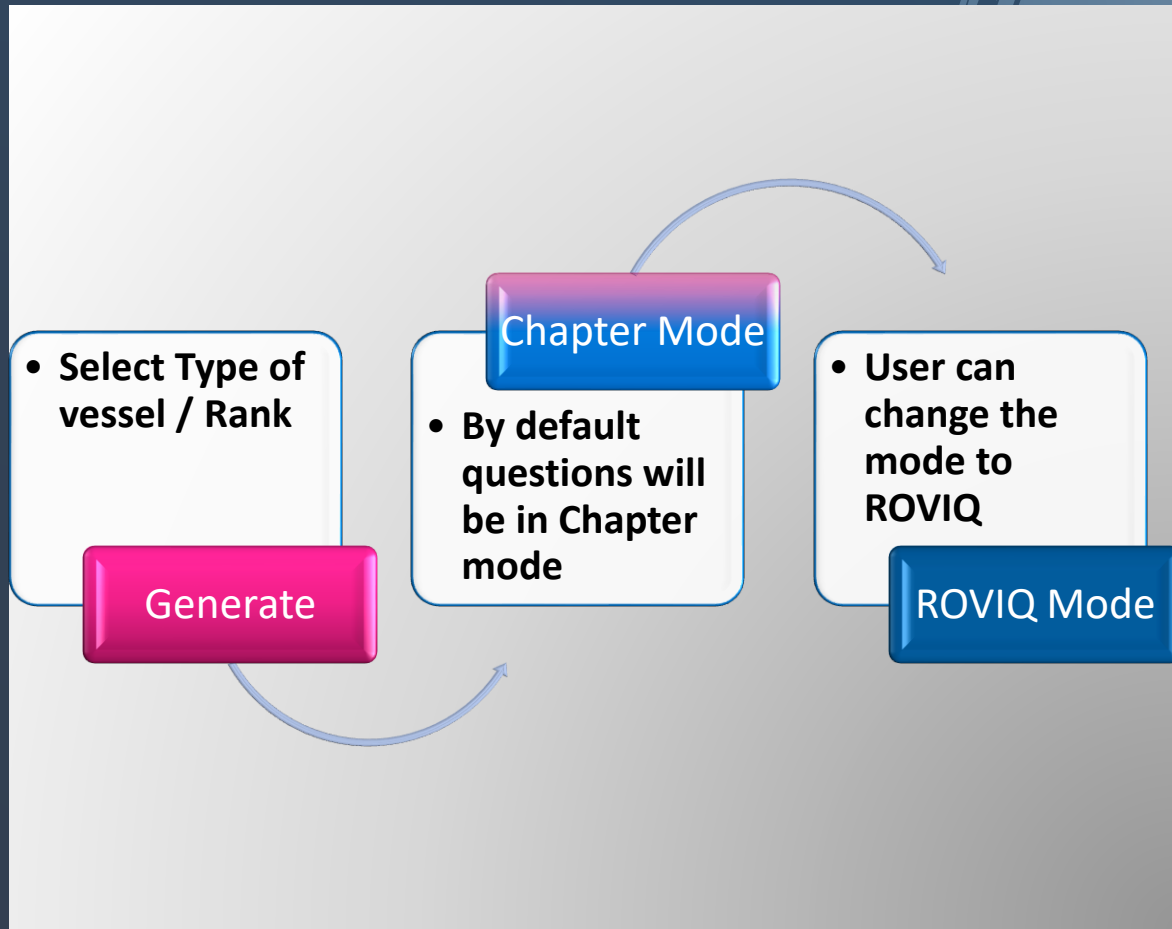 • Select Type of
vessel / Rank
Generate
Chapter Mode
• By default
questions will
be in Chapter
mode
• User can
change the
mode to
ROVIQ
ROVIQ Mode